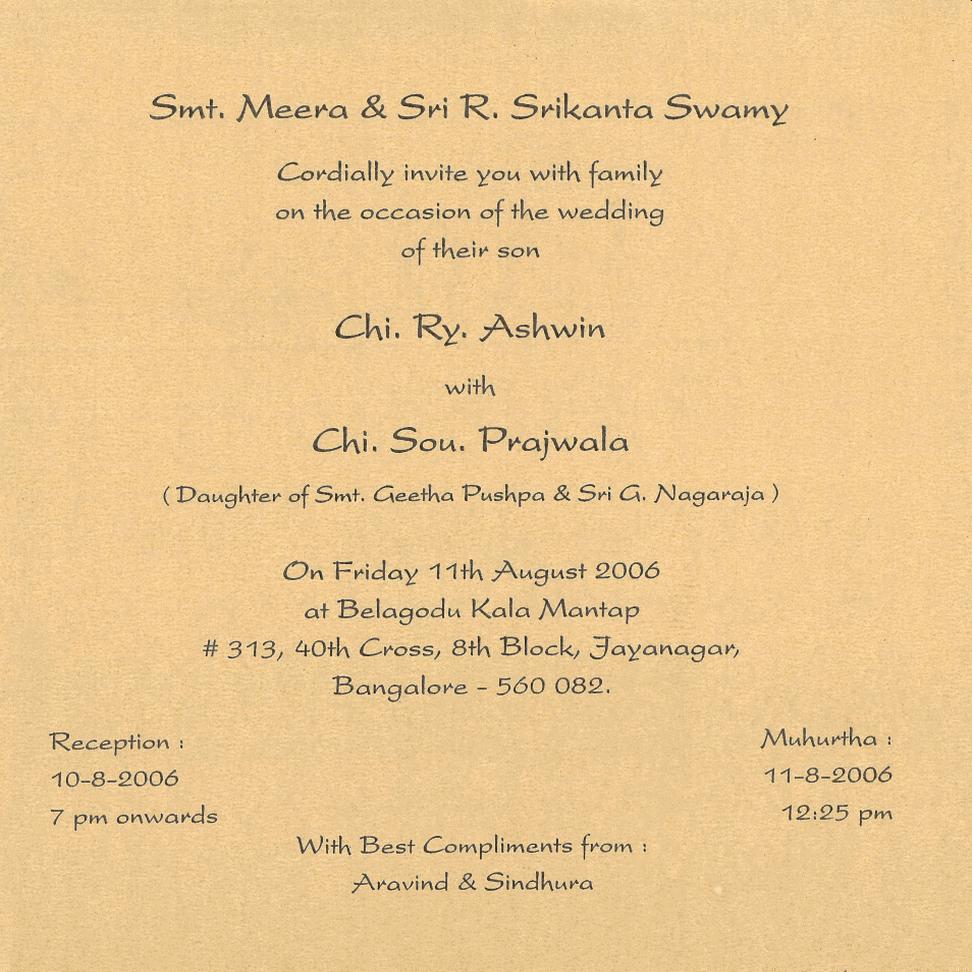 Smt. Meera & Sri R. Srikanta Swamy
Cordially invite you with family
on the occasion of the wedding
of their son
Chi. Ry. Ashwin
with
Chi. Sou. Prajwala
( Daughter of Smt. Geetha Pushpa & Sri G. Nagaraja )
On Friday 11th August 2006
at Belagodu Kala Mantap
# 313, 40th Cross, 8th Block, Jayanagar,
Bangalore - 560 082.
Reception :
10-8-2006
7 pm onwards
Muhurtha :
11-8-2006
12:25 pm
With Best Compliments from :
Aravind & Sindhura